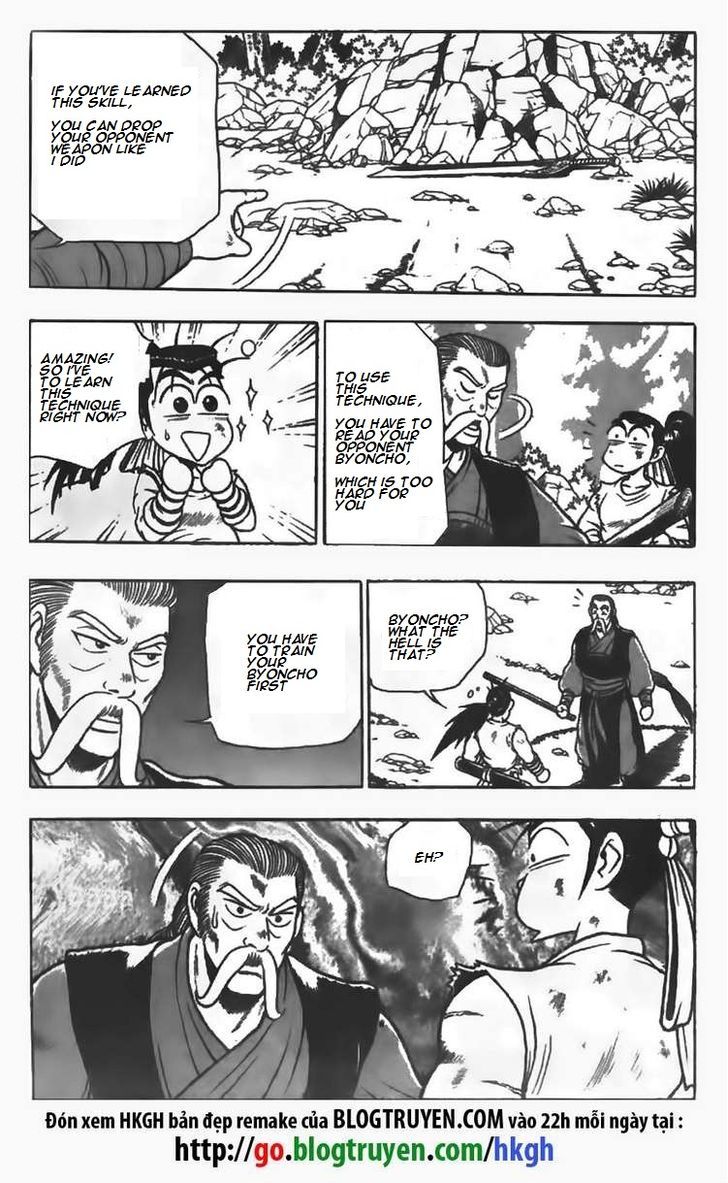 IF YOU'VE LEARNED
THIS SKILL,
YOU CAN DROP
YOUR OPPONENT
WEAPON LIKE
I DID
AMAZING!
SO I'VE
TO LEARN
THIS
TECHNIQUE
RIGHT NOW?
TO USE
THIS
TECHNIQUE,
YOU HAVE TO
READ YOUR
OPPONENT
BYONCHO,
WHICH IS TOO
HARD FOR
YOU
YOU HAVE
TO TRAIN
YOUR
BYONCHO
FIRST
BYONCHO?
WHAT THE
HELL IS
THAT?
EH?
Đón xem HKGH bản đẹp remake của BLOGTRUYEN.COM vào 22h mỗi ngày tại :
http://go.blogtruyen.com/hkgh